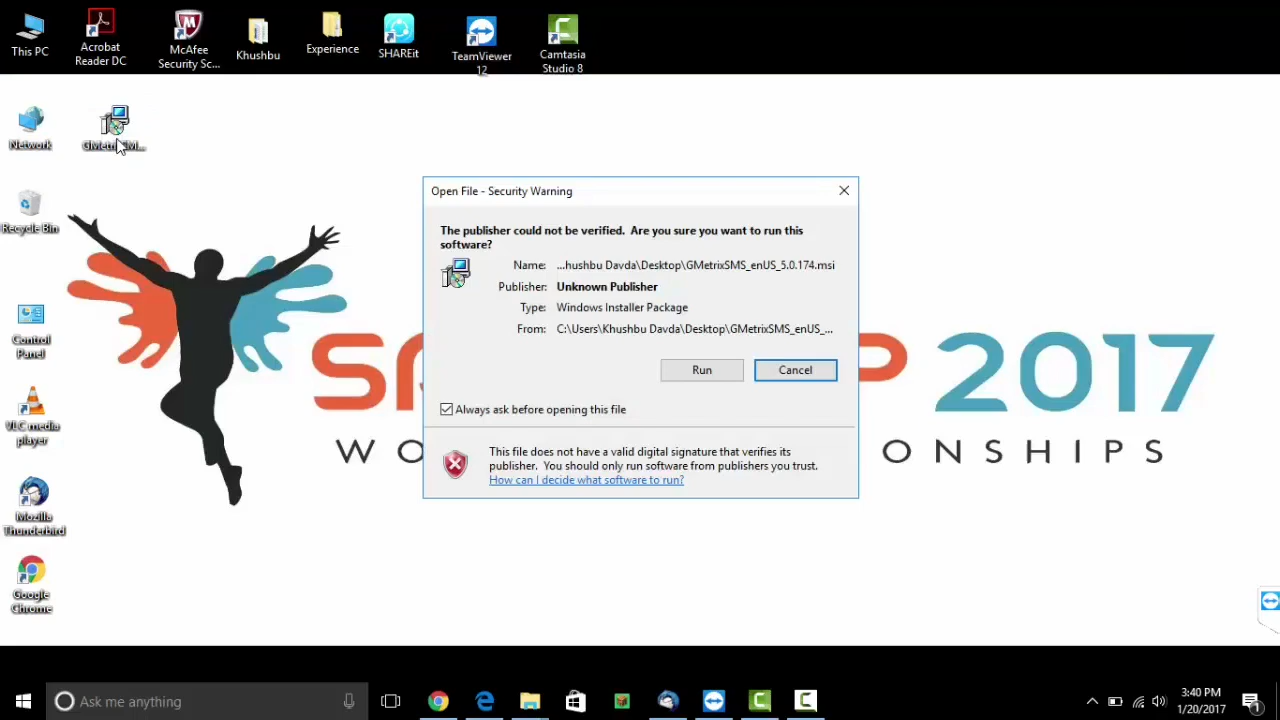 This PC
Acrobat
Reader DC
McAfee
Security Sc...
Khushbu
Experience
SHAREit
TeamViewer
12
Camtasia
Studio 8
Network
Recycle Bin
Control
Panel
VLC media
player
Mozilla
Thunderbird
Google
Chrome
Open File - Security Warning
The publisher could not be verified. Are you sure you want to run this
software?
Name: ...hushbu Davda\Desktop\GMetrixSMS_enUS_5.0.174.msi
Publisher: Unknown Publisher
Type: Windows Installer Package
From: C:\Users\Khushbu Davda\Desktop\GMetrixSMS_enUS_...
Run
Cancel
Always ask before opening this file
This file does not have a valid digital signature that verifies its
publisher. You should only run software from publishers you trust.
How can I decide what software to run?
2017
Ask me anything
3:40 PM
1/20/2017